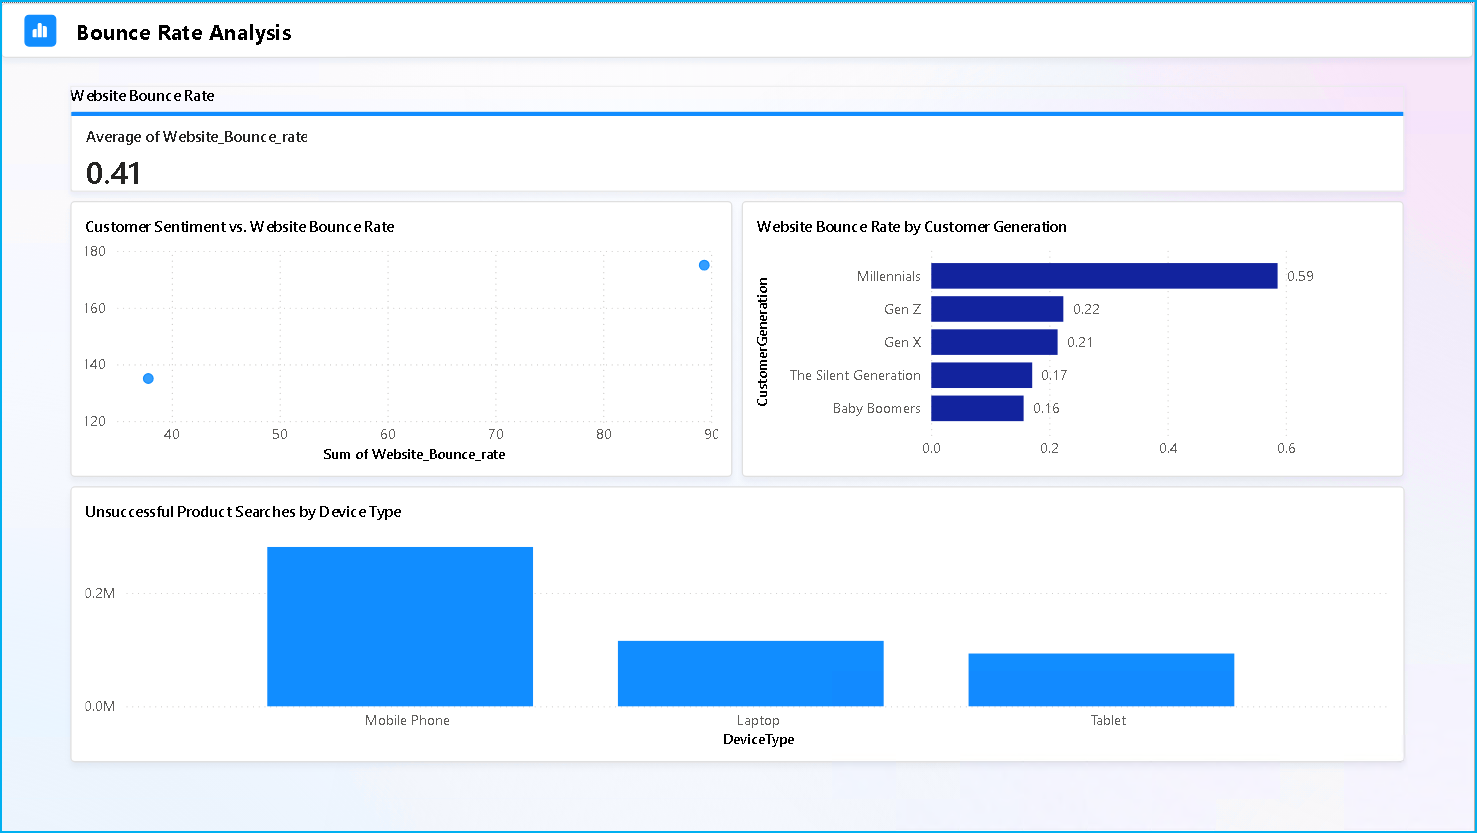 Bounce Rate Analysis
Website Bounce Rate
Average of Website_Bounce_rate
0.41
Customer Sentiment vs. Website Bounce Rate
180
160
140
120
40 50 60 70 80 90
Sum of Website_Bounce_rate
Website Bounce Rate by Customer Generation
CustomerGeneration
Millennials 0.59
Gen Z 0.22
Gen X 0.21
The Silent Generation 0.17
Baby Boomers 0.16
0.0 0.2 0.4 0.6
Unsuccessful Product Searches by Device Type
0.2M
0.0M
Mobile Phone Laptop Tablet
DeviceType